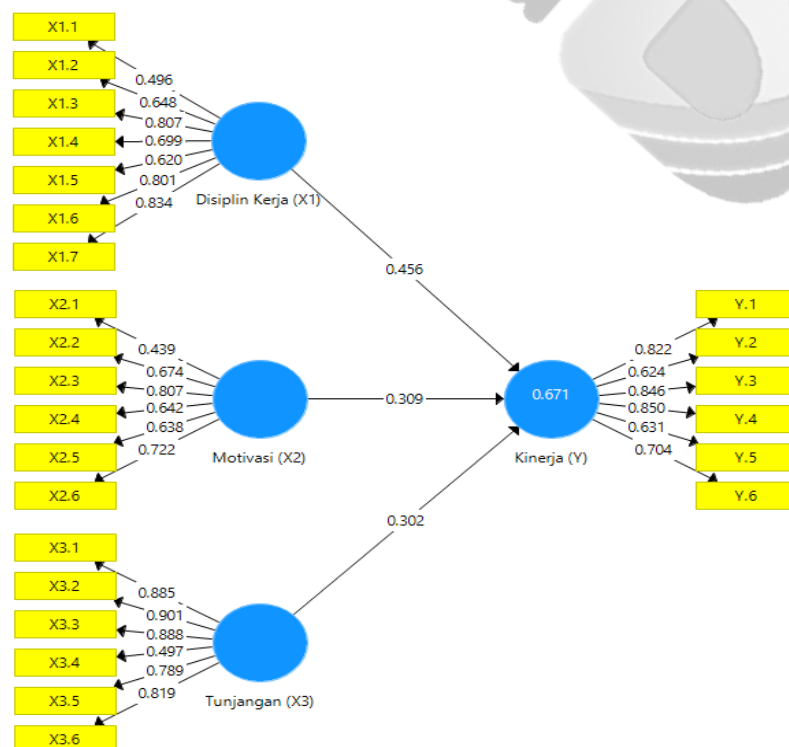 X1.1
X1.2
X1.3
X1.4
X1.5
X1.6
X1.7
0.496
0.648
0.807
0.699
0.620
0.801
0.834
Disiplin Kerja (X1)
0.456
X2.1
X2.2
X2.3
X2.4
X2.5
X2.6
0.439
0.674
0.807
0.642
0.638
0.722
Motivasi (X2)
0.309
X3.1
X3.2
X3.3
X3.4
X3.5
X3.6
0.885
0.901
0.888
0.497
0.789
0.819
Tunjangan (X3)
0.302
0.671
Kinerja (Y)
0.822
0.624
0.846
0.850
0.631
0.704
Y.1
Y.2
Y.3
Y.4
Y.5
Y.6